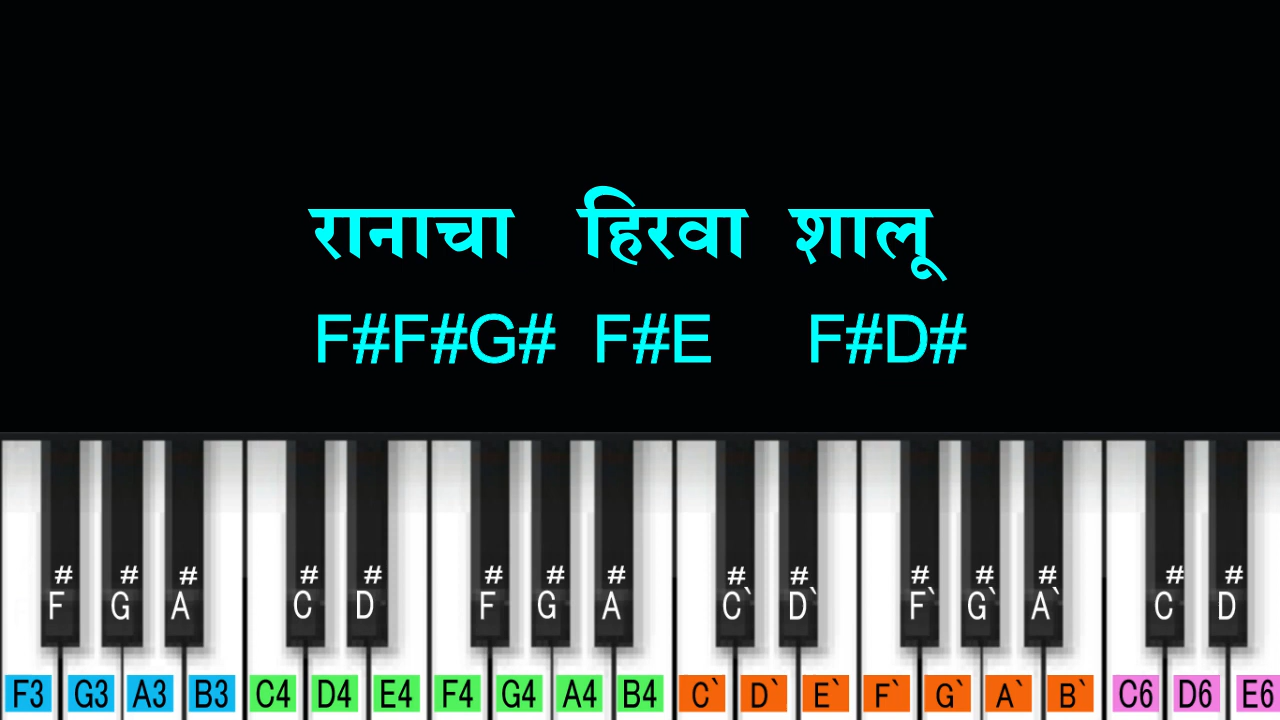 रानाचा हिरवा शालू
F#F#G# F#E F#D#
# # # # # # # # # # # # # # #
F G A C D F G A C` D` F` G` A` C D
F3 G3 A3 B3 C4 D4 E4 F4 G4 A4 B4 C` D` E` F` G` A` B` C6 D6 E6